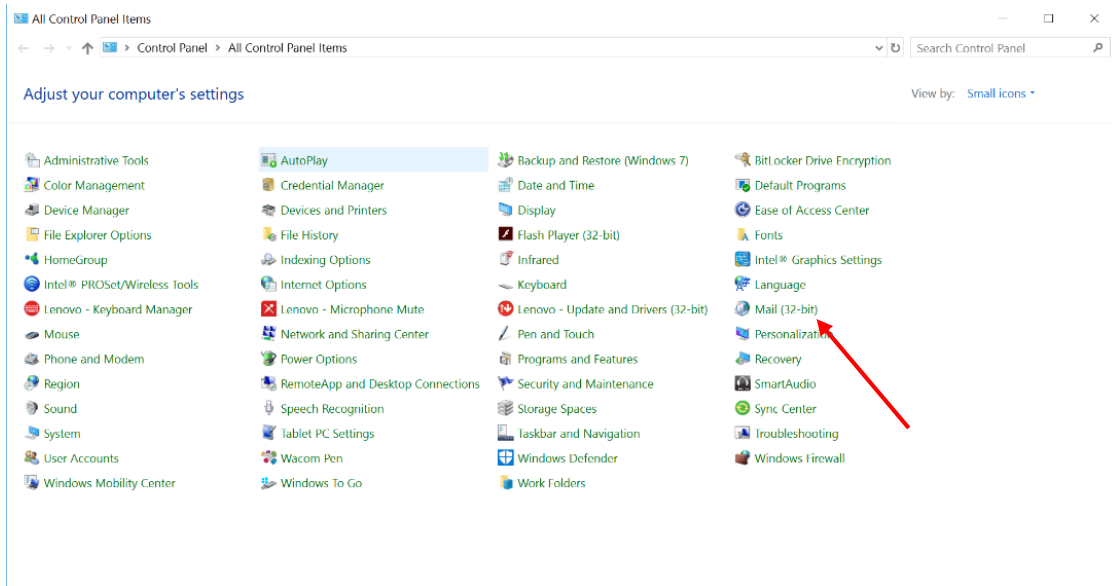 All Control Panel Items
Control Panel > All Control Panel Items
Search Control Panel
Adjust your computer's settings
View by: Small icons
Administrative Tools AutoPlay Backup and Restore (Windows 7) BitLocker Drive Encryption
Color Management Credential Manager Date and Time Default Programs
Device Manager Devices and Printers Display Ease of Access Center
File Explorer Options File History Flash Player (32-bit) Fonts
HomeGroup Indexing Options Infrared Intel® Graphics Settings
Intel® PROSet/Wireless Tools Internet Options Keyboard Language
Lenovo - Keyboard Manager Lenovo - Microphone Mute Lenovo - Update and Drivers (32-bit) Mail (32-bit)
Mouse Network and Sharing Center Pen and Touch Personalization
Phone and Modem Power Options Programs and Features Recovery
Region RemoteApp and Desktop Connections Security and Maintenance SmartAudio
Sound Speech Recognition Storage Spaces Sync Center
System Tablet PC Settings Taskbar and Navigation Troubleshooting
User Accounts Wacom Pen Windows Defender Windows Firewall
Windows Mobility Center Windows To Go Work Folders